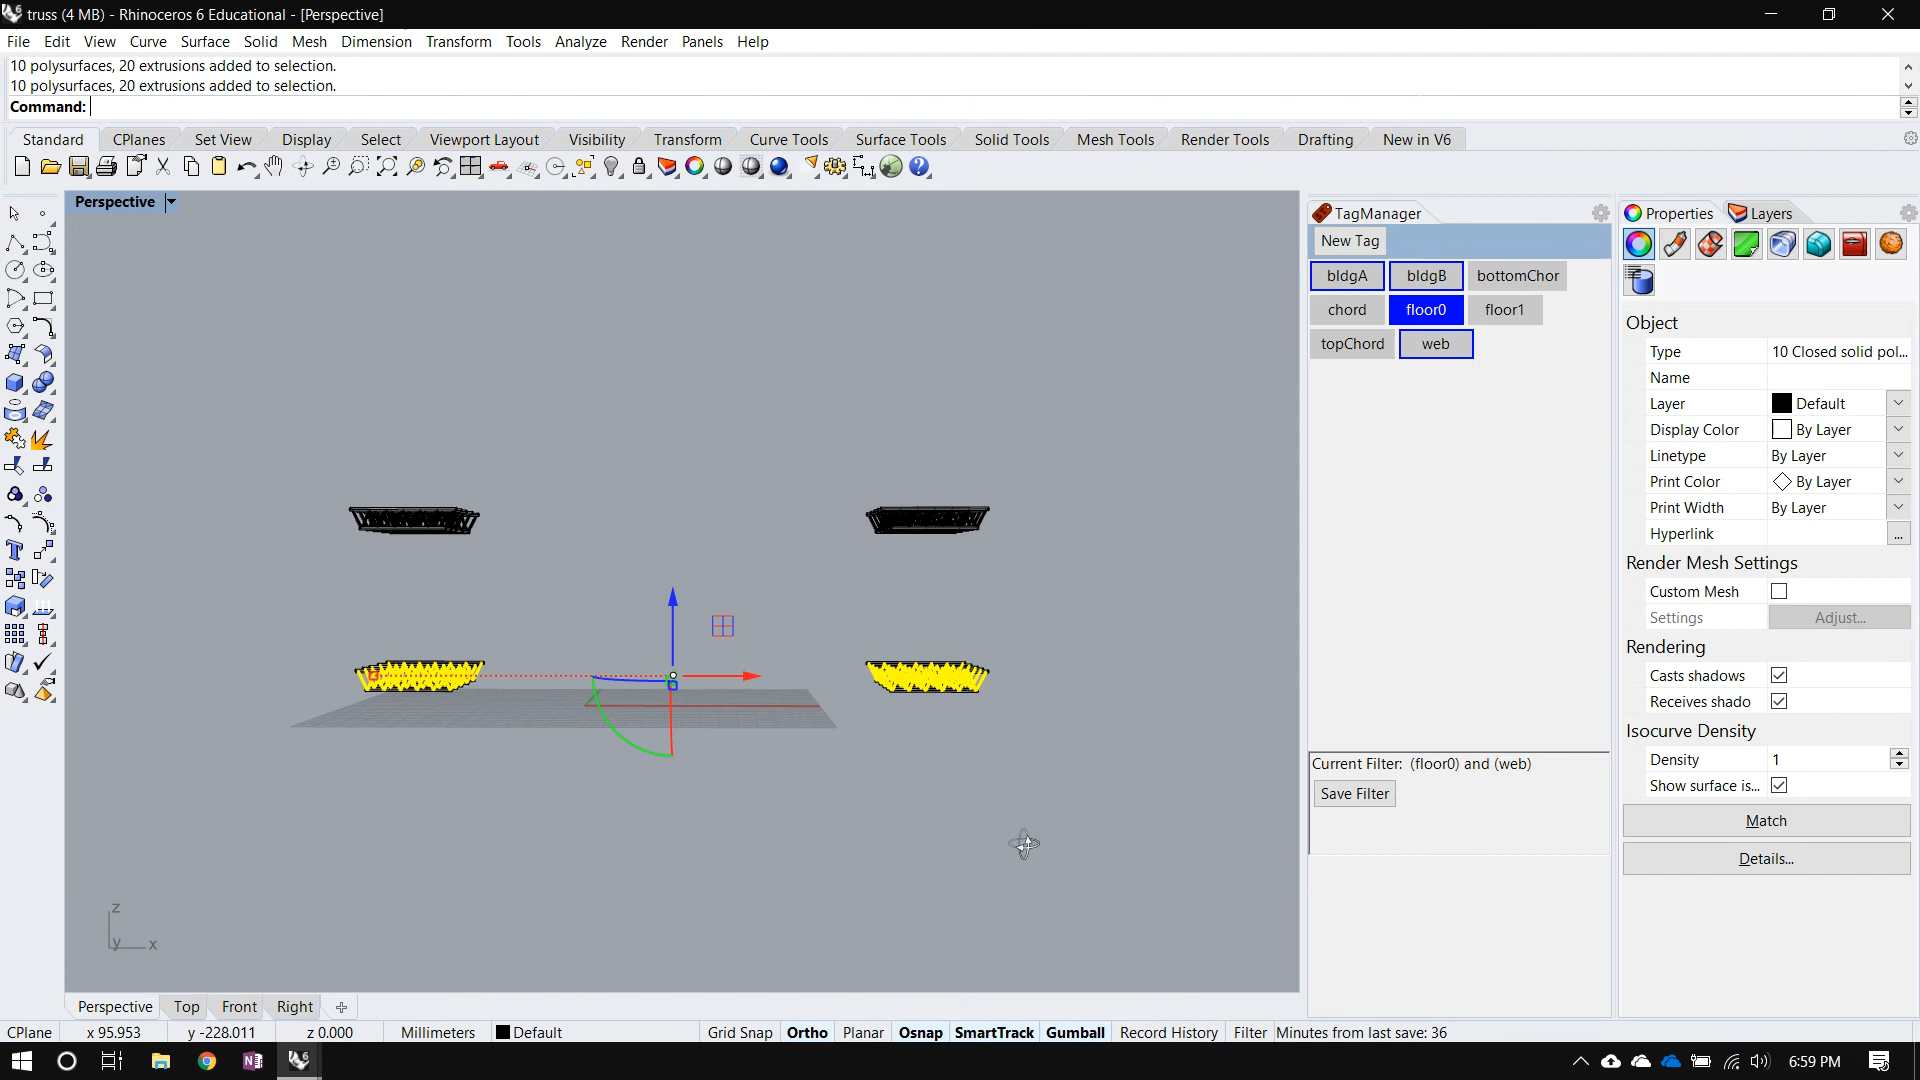 truss (4 MB) - Rhinoceros 6 Educational - [Perspective]
File Edit View Curve Surface Solid Mesh Dimension Transform Tools Analyze Render Panels Help
10 polysurfaces, 20 extrusions added to selection.
10 polysurfaces, 20 extrusions added to selection.
Command:
Standard CPlanes Set View Display Select Viewport Layout Visibility Transform Curve Tools Surface Tools Solid Tools Mesh Tools Render Tools Drafting New in V6
Perspective
TagManager
New Tag
bldgA bldgB bottomChor
chord floor0 floor1
topChord web
Current Filter: (floor0) and (web)
Save Filter
Properties Layers
Object
Type 10 Closed solid pol...
Name
Layer Default
Display Color By Layer
Linetype By Layer
Print Color By Layer
Print Width By Layer
Hyperlink ...
Render Mesh Settings
Custom Mesh
Settings Adjust...
Rendering
Casts shadows
Receives shado
Isocurve Density
Density 1
Show surface is...
Match
Details...
z
y x
Perspective Top Front Right
CPlane x 95.953 y -228.011 z 0.000 Millimeters Default Grid Snap Ortho Planar Osnap SmartTrack Gumball Record History Filter Minutes from last save: 36
6:59 PM